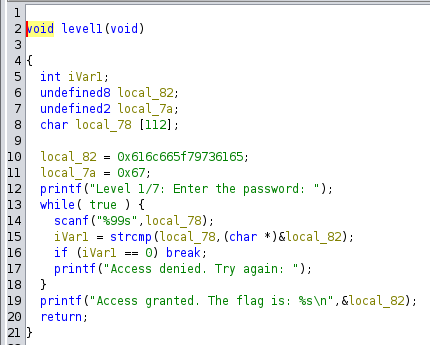 1
2 void level1(void)
3
4 {
5   int iVar1;
6   undefined8 local_82;
7   undefined2 local_7a;
8   char local_78 [112];
9
10   local_82 = 0x616c665f79736165;
11   local_7a = 0x67;
12   printf("Level 1/7: Enter the password: ");
13   while( true ) {
14     scanf("%99s",local_78);
15     iVar1 = strcmp(local_78,(char *)&local_82);
16     if (iVar1 == 0) break;
17     printf("Access denied. Try again: ");
18   }
19   printf("Access granted. The flag is: %s\n",&local_82);
20   return;
21 }